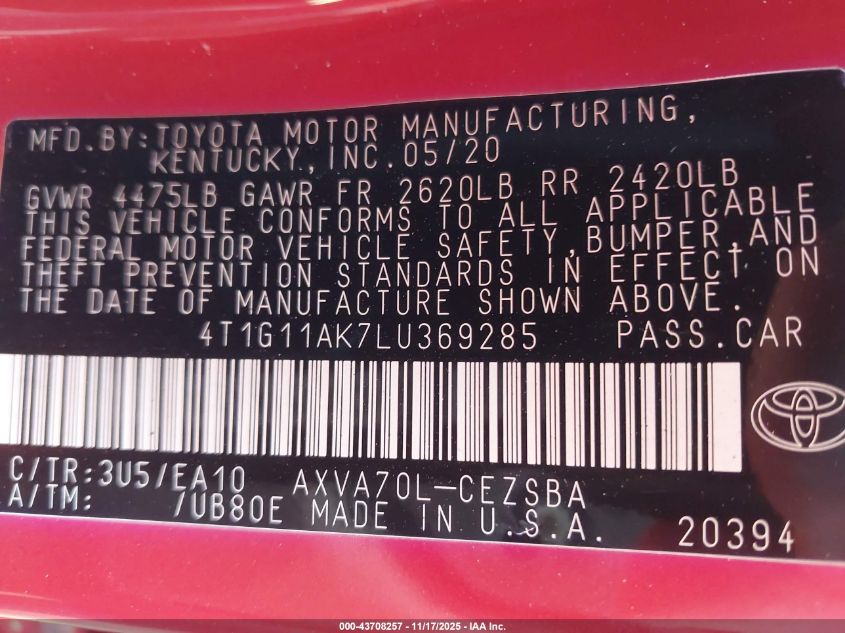 MFD.BY:TOYOTA MOTOR MANUFACTURING,
KENTUCKY,INC.05/20
GVWR 4475LB GAWR FR 2620LB RR 2420LB
THIS VEHICLE CONFORMS TO ALL APPLICABLE
FEDERAL MOTOR VEHICLE SAFETY,BUMPER,AND
THEFT PREVENTION STANDARDS IN EFFECT ON
THE DATE OF MANUFACTURE SHOWN ABOVE.
4T1G11AK7LU369285 PASS.CAR
C/TR:3U5/EA10 AXVA70L-CEZSBA
A/TM: /UB80E MADE IN U.S.A. 20394
000-43708257 - 11/17/2025 - IAA Inc.